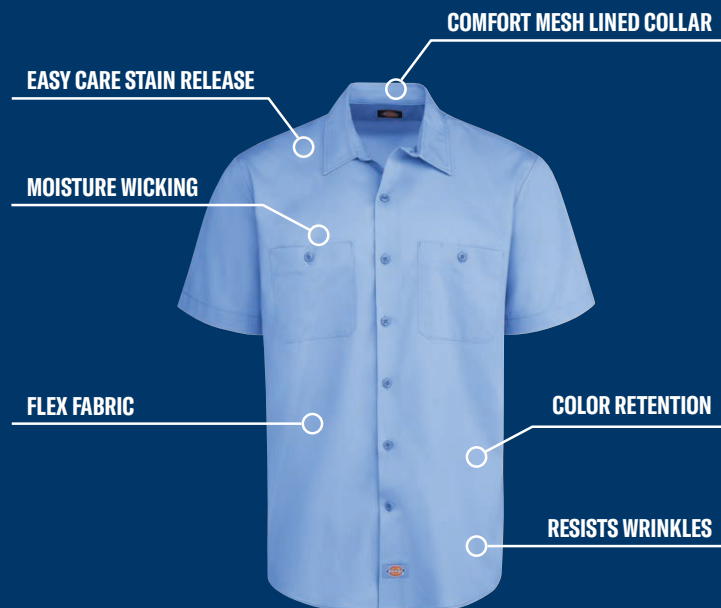 COMFORT MESH LINED COLLAR
EASY CARE STAIN RELEASE
MOISTURE WICKING
FLEX FABRIC
COLOR RETENTION
RESISTS WRINKLES